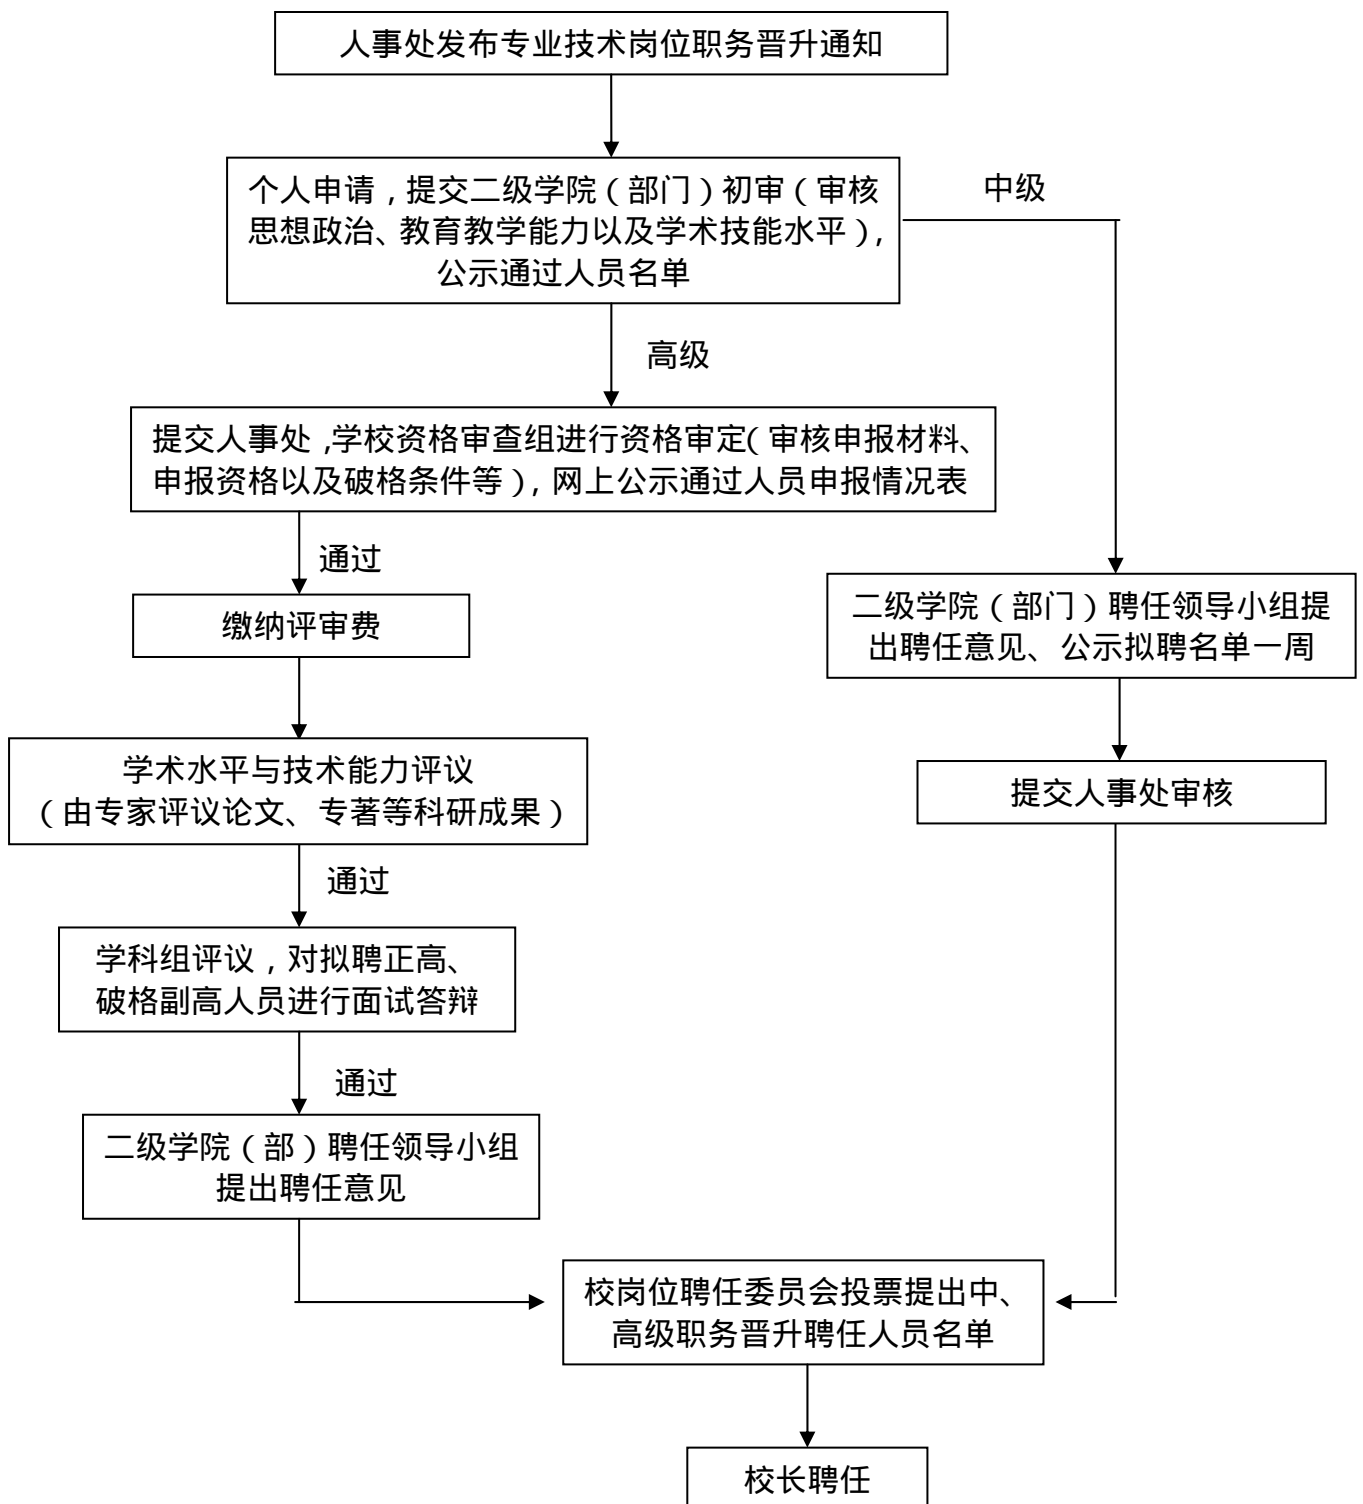 人事处发布专业技术岗位职务晋升通知
个人申请，提交二级学院（部门）初审（审核
思想政治、教育教学能力以及学术技能水平），
公示通过人员名单
中级
高级
提交人事处，学校资格审查组进行资格审定（审核申报材料、
申报资格以及破格条件等），网上公示通过人员申报情况表
通过
缴纳评审费
二级学院（部门）聘任领导小组提
出聘任意见、公示拟聘名单一周
学术水平与技术能力评议
（由专家评议论文、专著等科研成果）
提交人事处审核
通过
学科组评议，对拟聘正高、
破格副高人员进行面试答辩
通过
二级学院（部）聘任领导小组
提出聘任意见
校岗位聘任委员会投票提出中、
高级职务晋升聘任人员名单
校长聘任